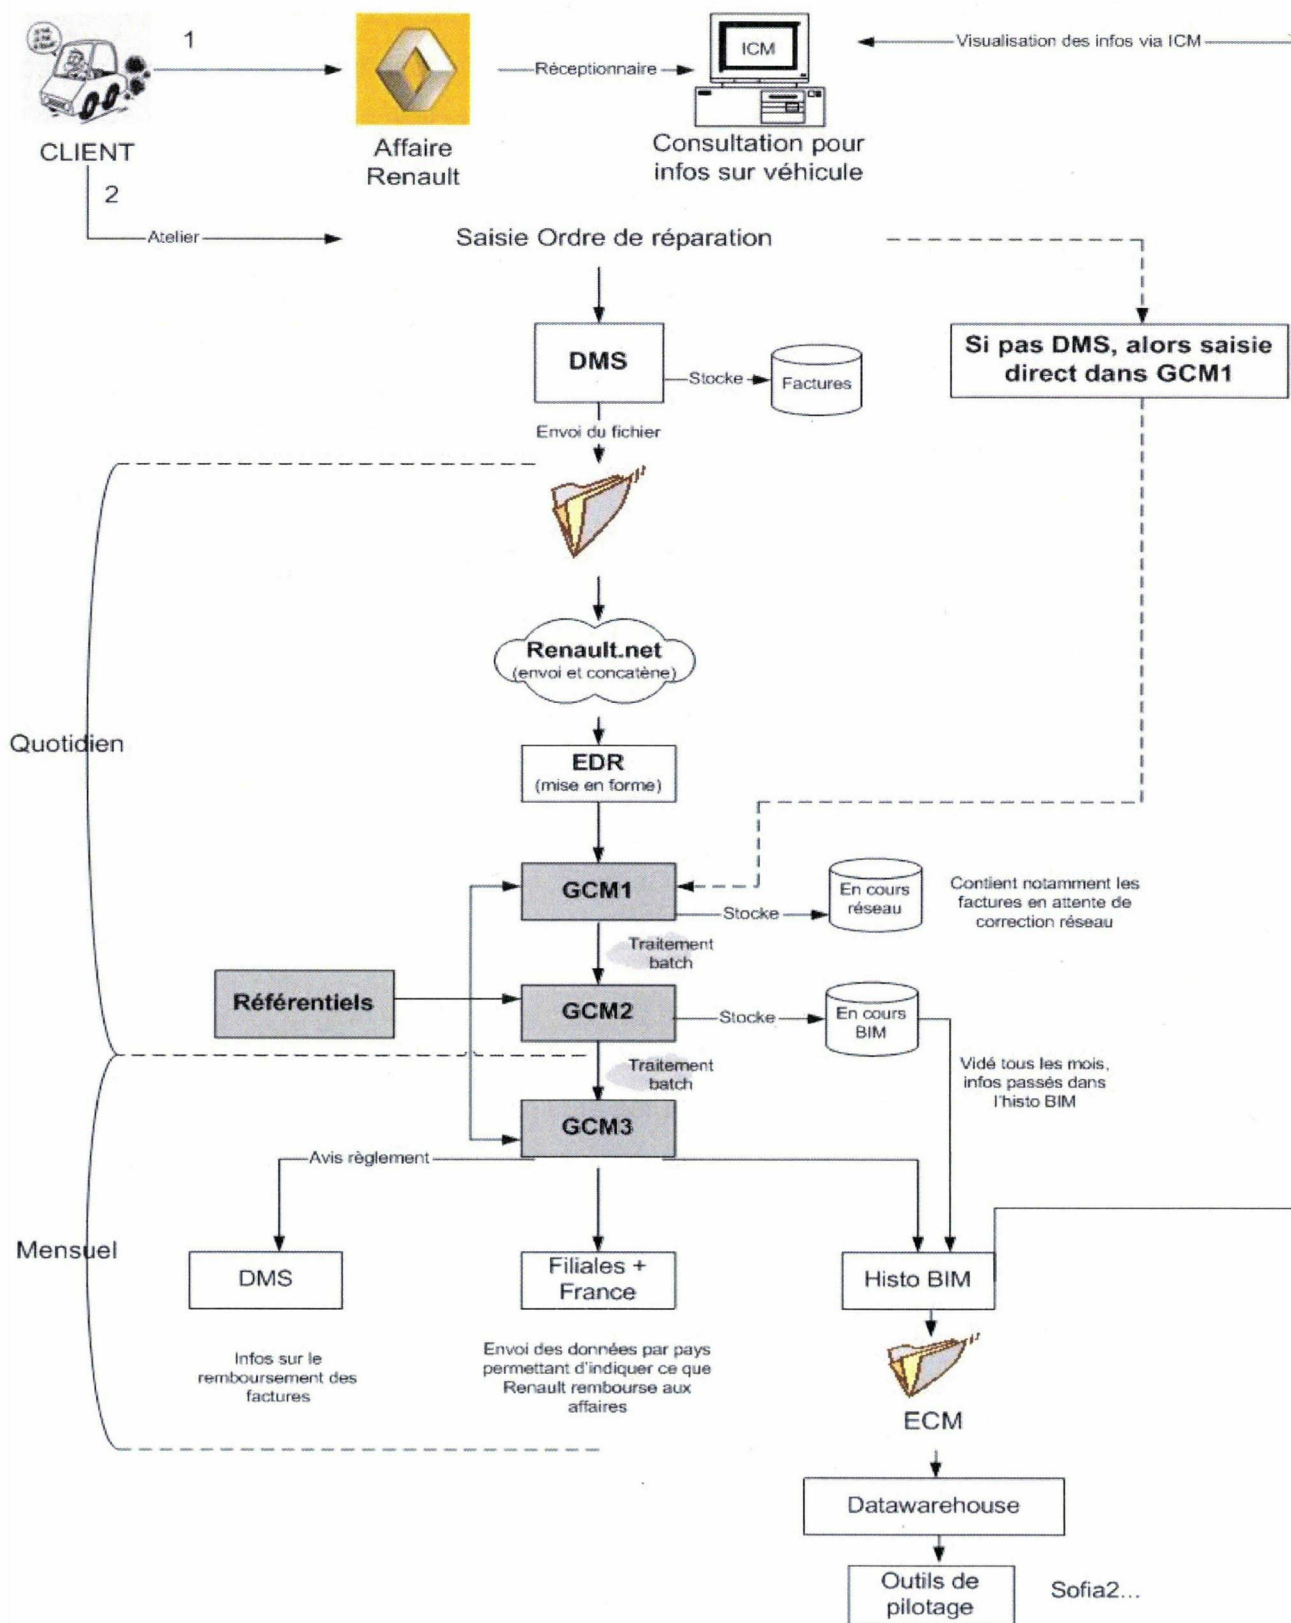 1
ICM
Visualisation des infos via ICM
Réceptionnaire
CLIENT
Affaire
Renault
Consultation pour
infos sur véhicule
2
Atelier
Saisie Ordre de réparation
DMS
Stocke
Factures
Si pas DMS, alors saisie
direct dans GCM1
Envoi du fichier
Renault.net
(envoi et concatène)
Quotidien
EDR
(mise en forme)
GCM1
Stocke
En cours
réseau
Contient notamment les
factures en attente de
correction réseau
Traitement
batch
Référentiels
GCM2
Stocke
En cours
BIM
Traitement
batch
Vidé tous les mois,
infos passés dans
l'histo BIM
GCM3
Avis règlement
Mensuel
DMS
Filiales +
France
Histo BIM
Infos sur le
remboursement des
factures
Envoi des données par pays
permettant d'indiquer ce que
Renault rembourse aux
affaires
ECM
Datawarehouse
Outils de
pilotage
Sofia2...